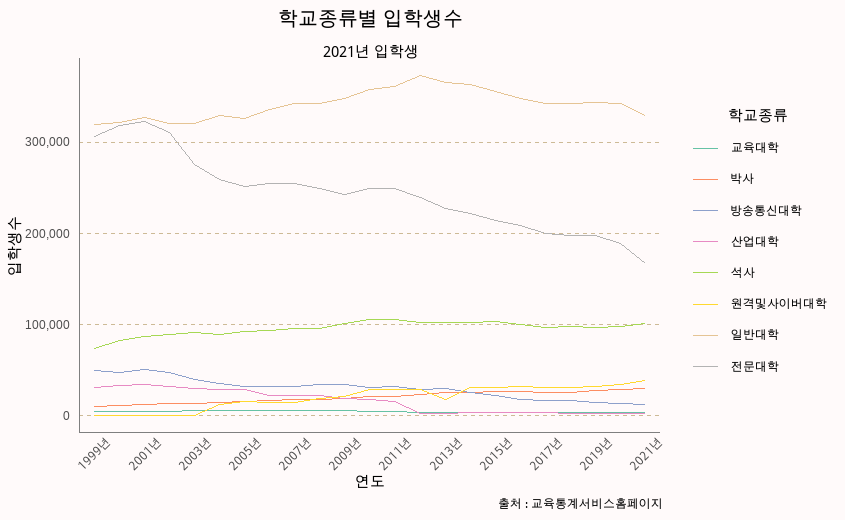 학교종류별 입학생수
2021년 입학생
300,000
200,000
100,000
0
입학생수
1999년 2001년 2003년 2005년 2007년 2009년 2011년 2013년 2015년 2017년 2019년 2021년
연도
학교종류
교육대학
박사
방송통신대학
산업대학
석사
원격및사이버대학
일반대학
전문대학
출처 : 교육통계서비스홈페이지